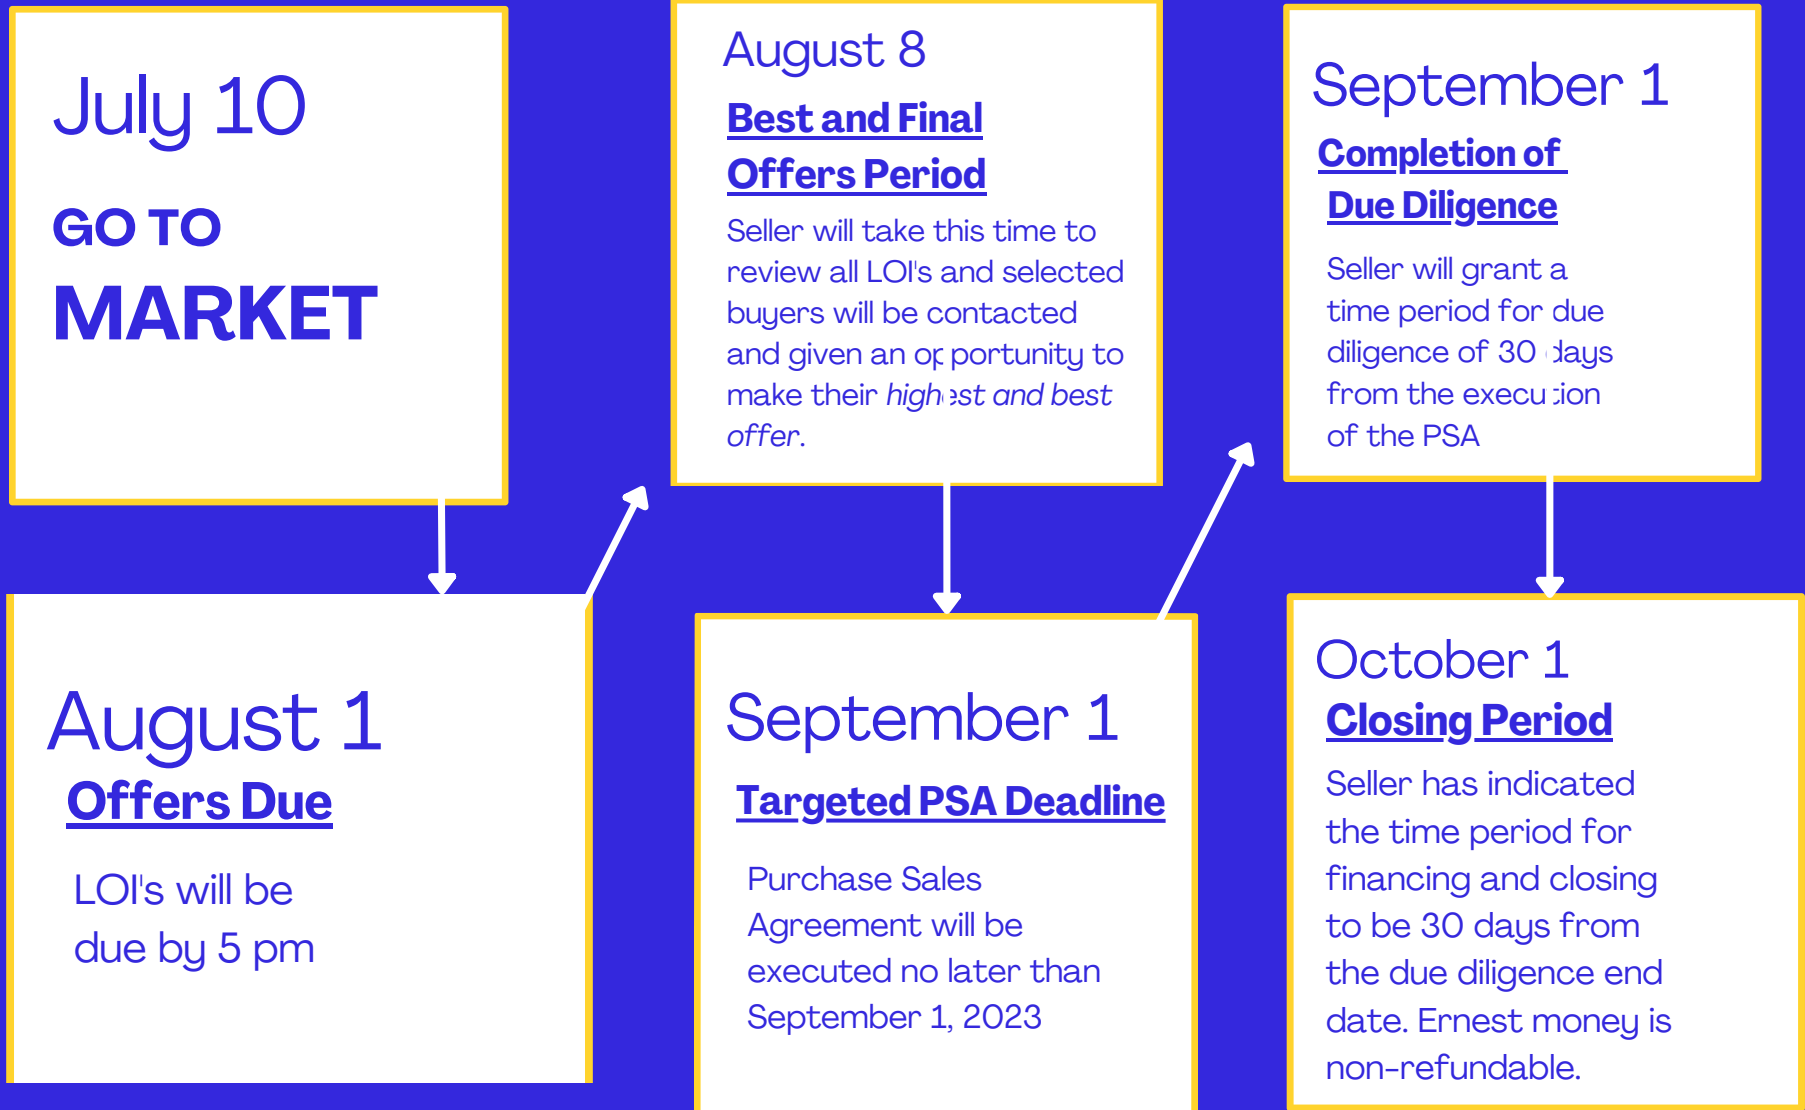 July 10
GO TO
MARKET
August 1
Offers Due
LOI's will be
due by 5 pm
August 8
Best and Final
Offers Period
Seller will take this time to
review all LOI's and selected
buyers will be contacted
and given an opportunity to
make their highest and best
offer.
September 1
Targeted PSA Deadline
Purchase Sales
Agreement will be
executed no later than
September 1, 2023
September 1
Completion of
Due Diligence
Seller will grant a
time period for due
diligence of 30 days
from the execution
of the PSA
October 1
Closing Period
Seller has indicated
the time period for
financing and closing
to be 30 days from
the due diligence end
date. Ernest money is
non-refundable.